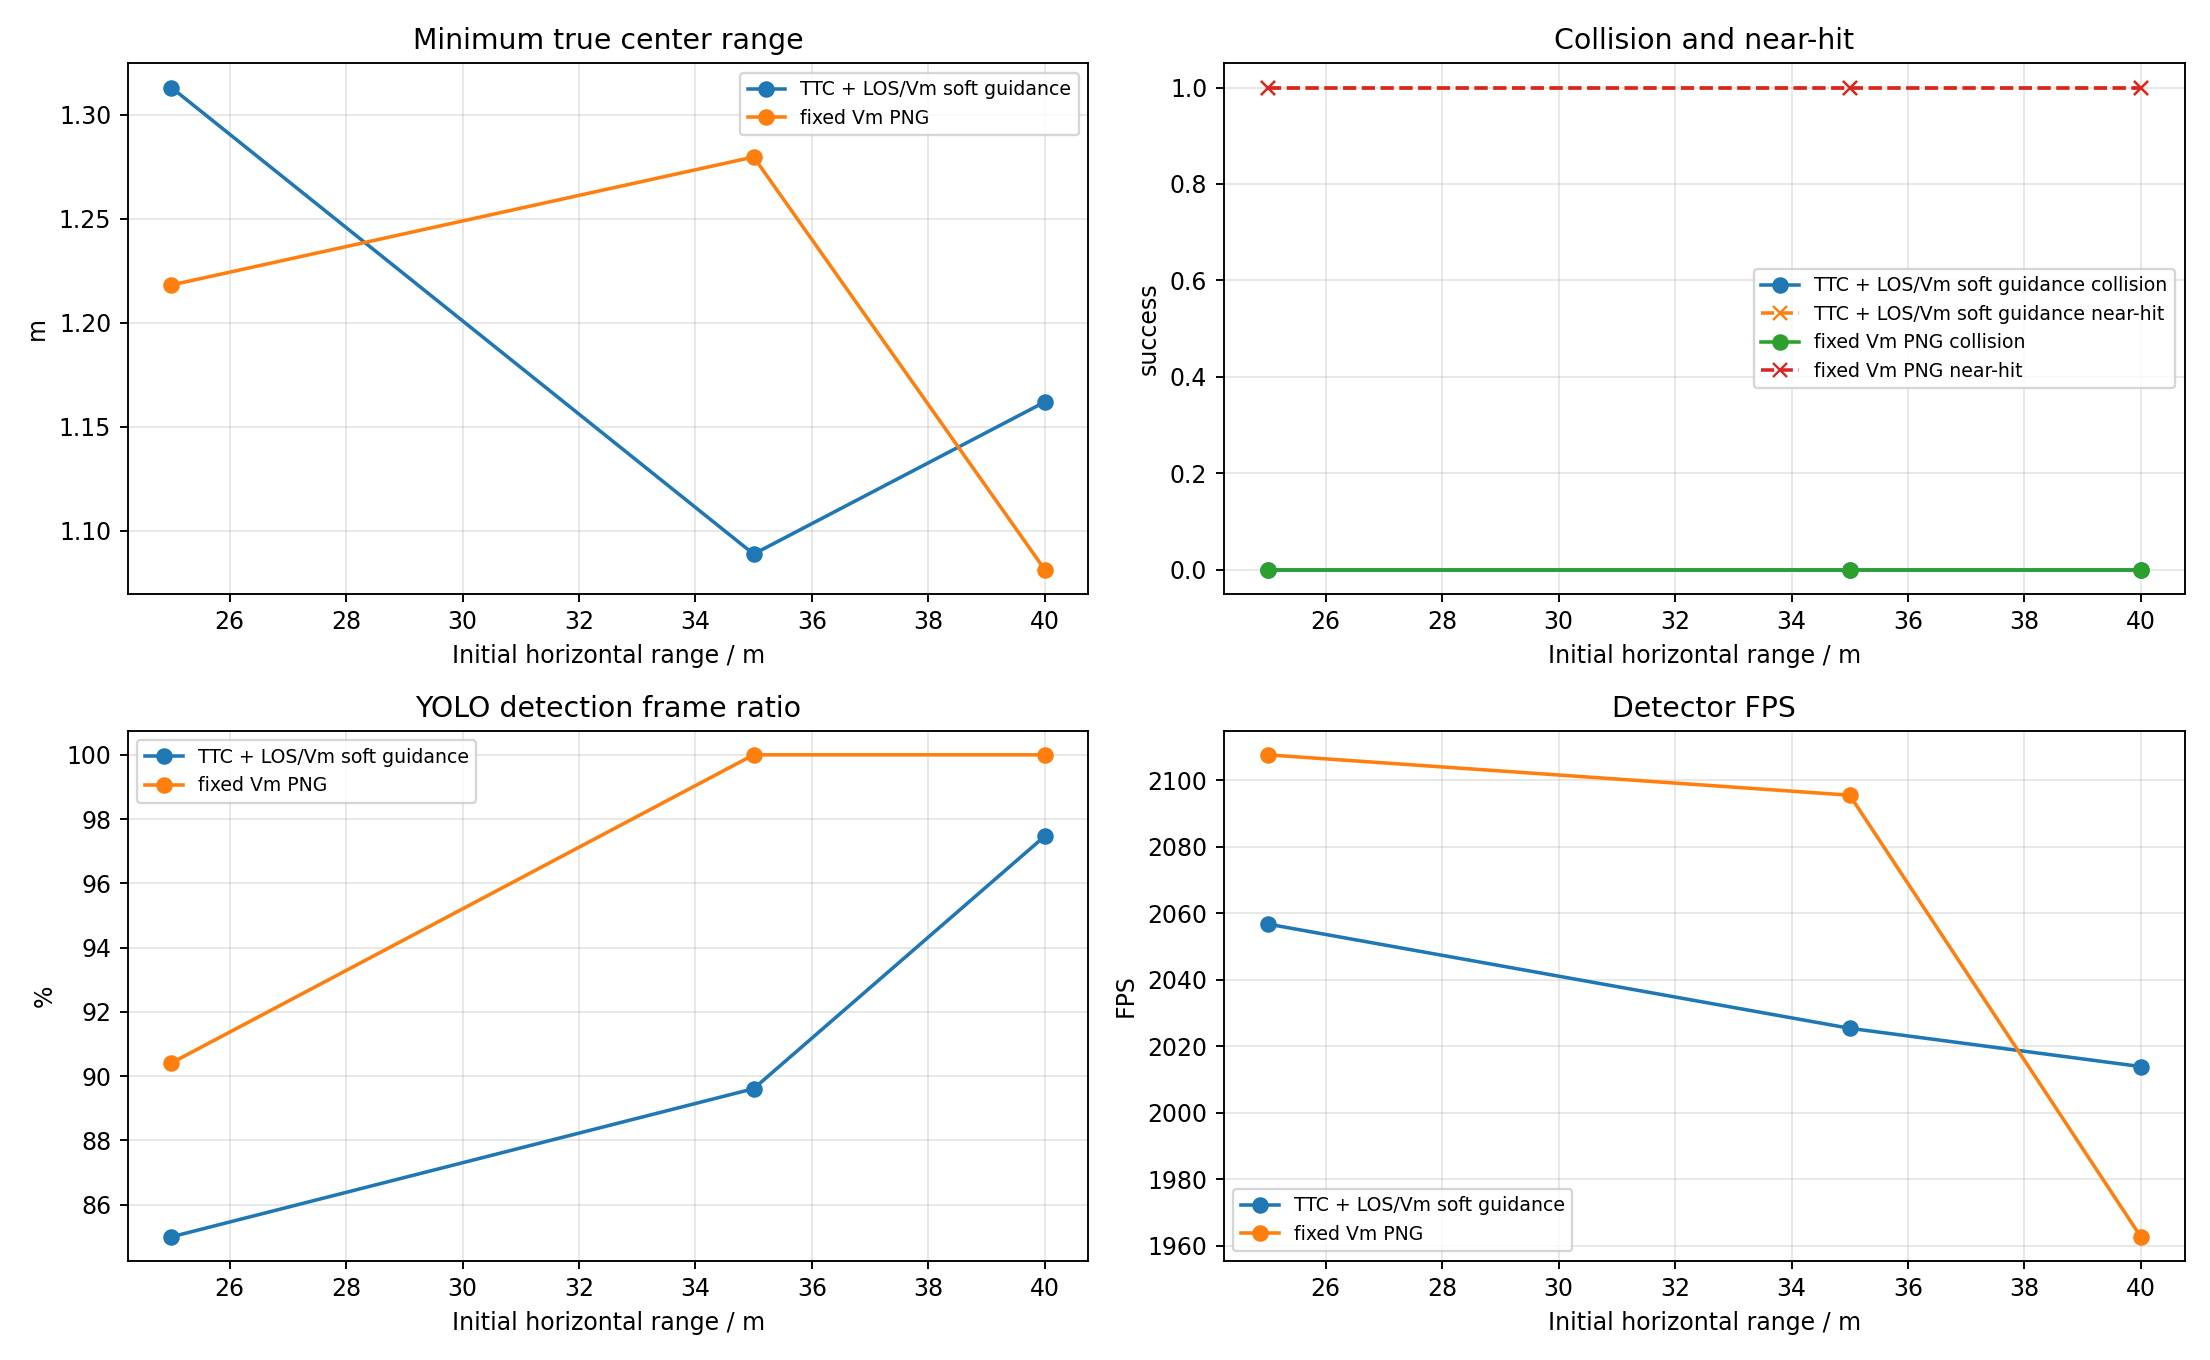 Minimum true center range
1.30
1.25
1.20
1.15
1.10
m
TTC + LOS/Vm soft guidance
fixed Vm PNG
26 28 30 32 34 36 38 40
Initial horizontal range / m
Collision and near-hit
1.0
0.8
0.6
0.4
0.2
0.0
success
TTC + LOS/Vm soft guidance collision
TTC + LOS/Vm soft guidance near-hit
fixed Vm PNG collision
fixed Vm PNG near-hit
26 28 30 32 34 36 38 40
Initial horizontal range / m
YOLO detection frame ratio
100
98
96
94
92
90
88
86
%
TTC + LOS/Vm soft guidance
fixed Vm PNG
26 28 30 32 34 36 38 40
Initial horizontal range / m
Detector FPS
2100
2080
2060
2040
2020
2000
1980
1960
FPS
TTC + LOS/Vm soft guidance
fixed Vm PNG
26 28 30 32 34 36 38 40
Initial horizontal range / m